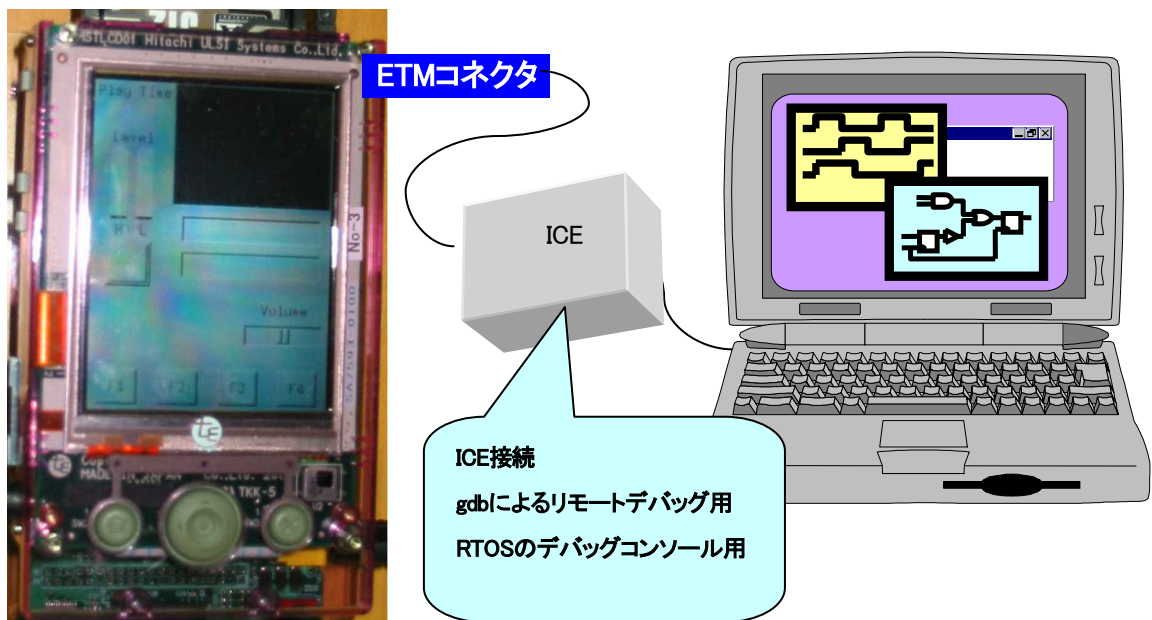 HSTLCD01 Hitachi ULSI Systems Co.,Ltd.
ETMコネクタ
Play Time
Level
H L
No-3
Volume
F1 F2 F3 F4
TE
TKK-5
ICE
ICE接続
gdbによるリモートデバッグ用
RTOSのデバッグコンソール用